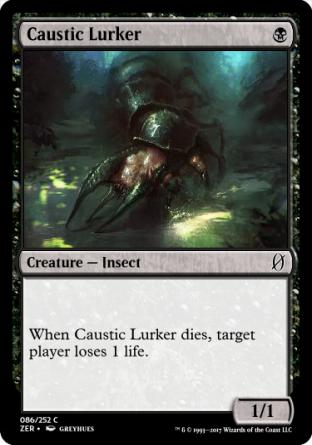 Caustic Lurker
Creature — Insect
When Caustic Lurker dies, target
player loses 1 life.
086/252 C
ZER • GREYHUES
™ & © 1993–2017 Wizards of the Coast LLC
1/1